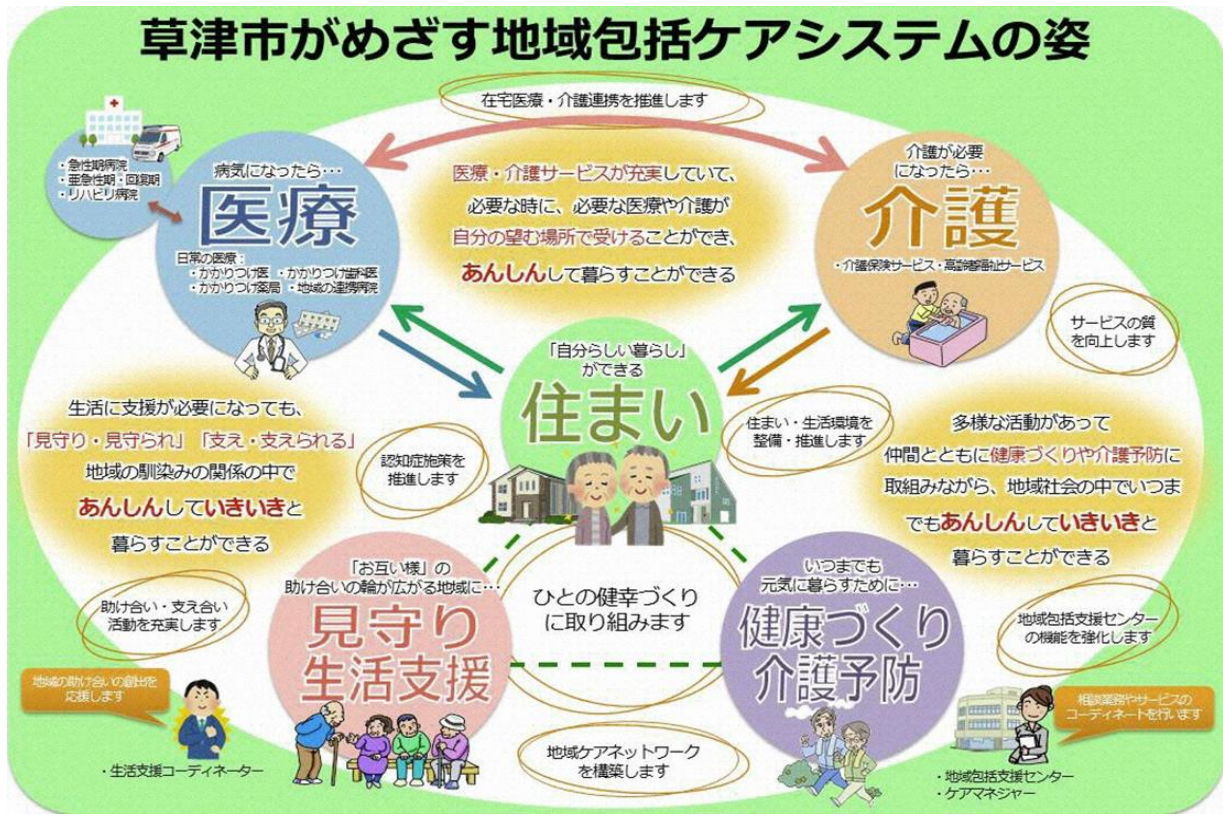 草津市がめざす地域包括ケアシステムの姿
在宅医療・介護連携を推進します
・急性期病院
・亜急性期・回復期
・リハビリ病院
病気になったら…
医療
日常の医療：
・かかりつけ医 ・かかりつけ歯科医
・かかりつけ薬局 ・地域の連携病院
医療・介護サービスが充実していて、
必要な時に、必要な医療や介護が
自分の望む場所で受けることができ、
あんしんして暮らすことができる
介護が必要
になったら…
介護
・介護保険サービス・高齢者福祉サービス
サービスの質
を向上します
「自分らしい暮らし」
ができる
住まい
生活に支援が必要になっても、
「見守り・見守られ」「支え・支えられる」
地域の馴染みの関係の中で
あんしんしていきいきと
暮らすことができる
認知症施策を
推進します
住まい・生活環境を
整備・推進します
多様な活動があって
仲間とともに健康づくりや介護予防に
取組みながら、地域社会の中でいつま
でもあんしんしていきいきと
暮らすことができる
助け合い・支え合い
活動を充実します
「お互い様」の
助け合いの輪が広がる地域に…
見守り
生活支援
ひとの健幸づくり
に取り組みます
いつまでも
元気に暮らすために…
健康づくり
介護予防
地域包括支援センター
の機能を強化します
地域の助け合いの創出を
応援します
・生活支援コーディネーター
地域ケアネットワーク
を構築します
相談業務やサービスの
コーディネートを行います
・地域包括支援センター
・ケアマネジャー